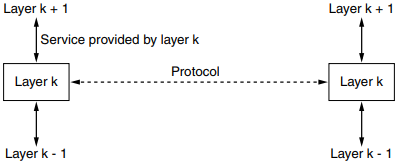 Layer k + 1
Layer k + 1
Service provided by layer k
Protocol
Layer k
Layer k
Layer k - 1
Layer k - 1